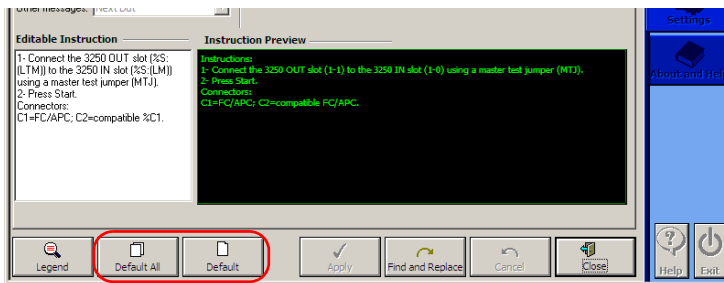 Other messages: Next Dut
Settings
Editable Instruction
Instruction Preview
1- Connect the 3250 OUT slot (%S:
(LTM)) to the 3250 IN slot (%S:(LM))
using a master test jumper (MTJ).
2- Press Start.
Connectors:
C1=FC/APC; C2=compatible %C1.
Instructions:
1- Connect the 3250 OUT slot (1-1) to the 3250 IN slot (1-0) using a master test jumper (MTJ).
2- Press Start.
Connectors:
C1=FC/APC; C2=compatible FC/APC.
About and Hel
Legend
Default All
Default
Apply
Find and Replace
Cancel
Close
Help
Exit